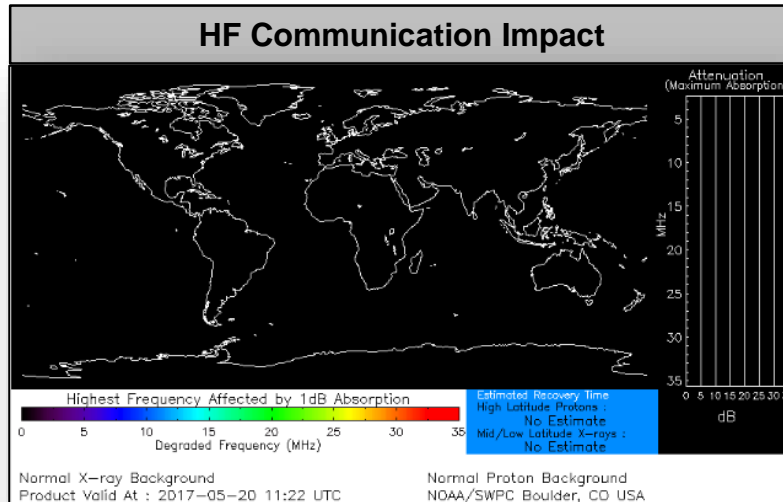 HF Communication Impact
Attenuation
(Maximum Absorption
5
10
15
20
25
30
35
MHz
0 5 10 15 20 25 30
dB
Highest Frequency Affected by 1dB Absorption
0 5 10 15 20 25 30 35
Degraded Frequency (MHz)
Estimated Recovery Time
High Latitude Protons :
No Estimate
Mid/Low Latitude X-rays :
No Estimate
Normal X-ray Background
Product Valid At : 2017-05-20 11:22 UTC
Normal Proton Background
NOAA/SWPC Boulder, CO USA